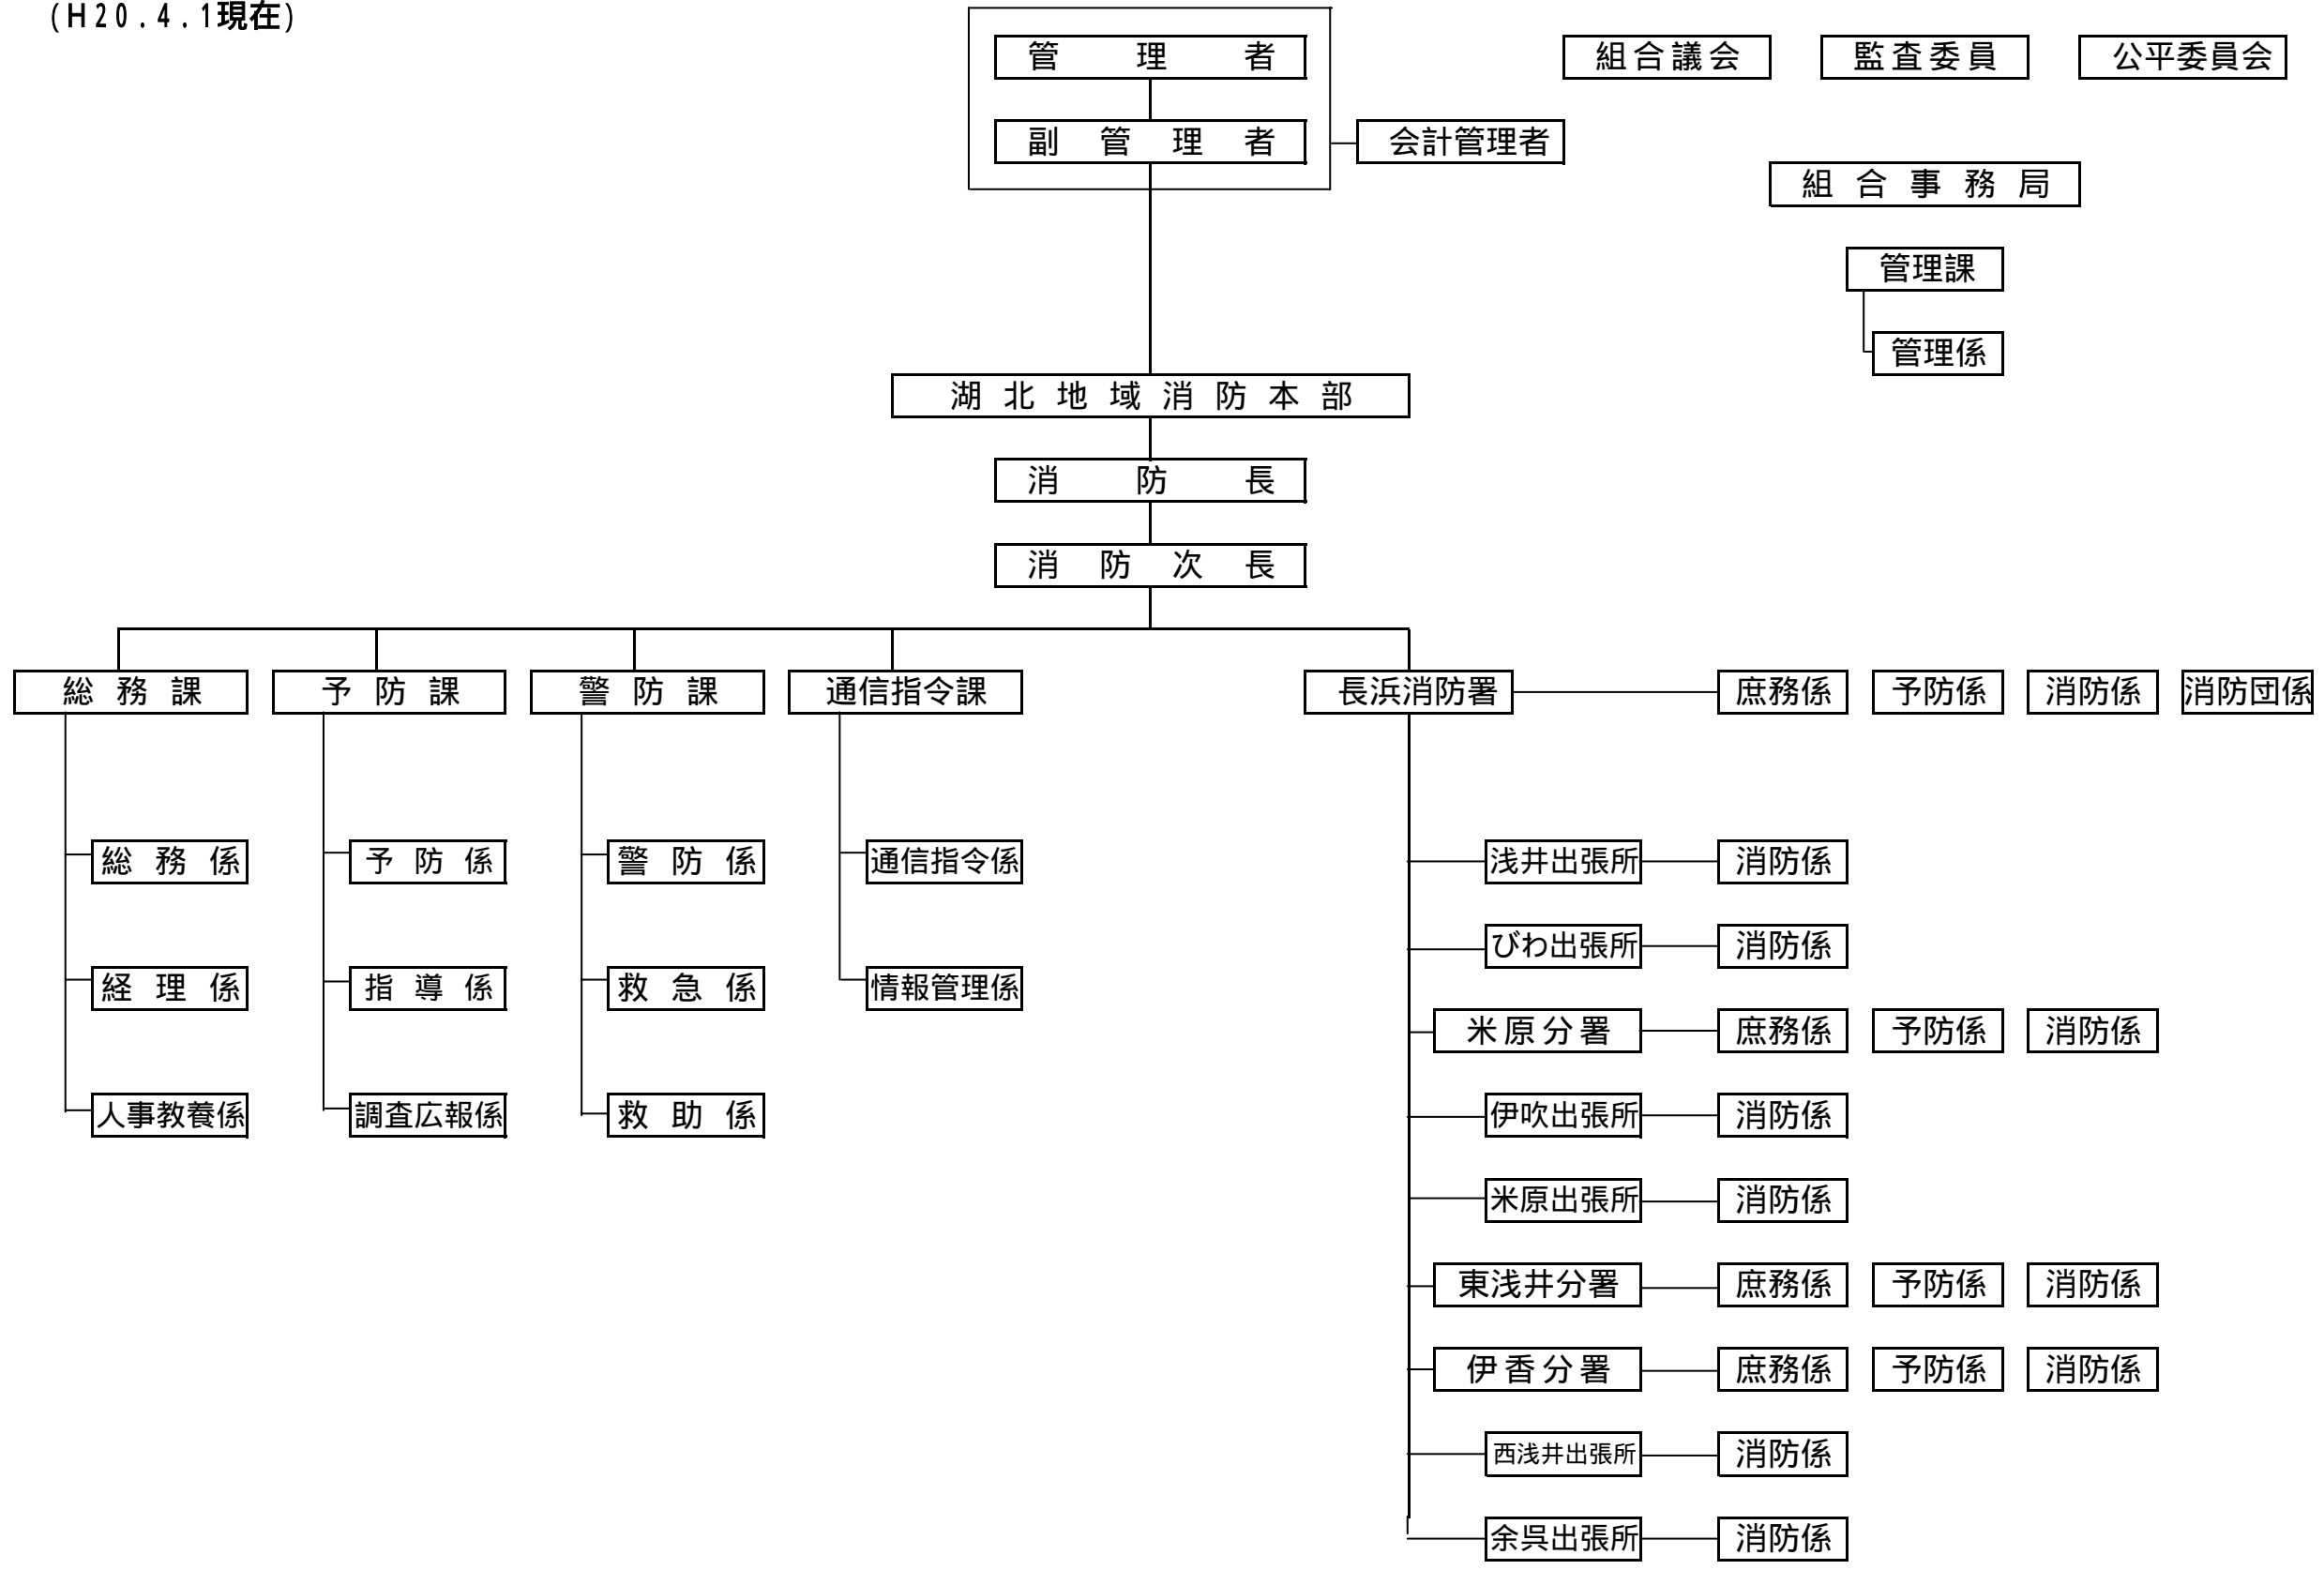 （H20.4.1現在）
管理者 組合議会 監査委員 公平委員会
副管理者 会計管理者
組合事務局
管理課
管理係
湖北地域消防本部
消防長
消防次長
総務課 予防課 警防課 通信指令課 長浜消防署 庶務係 予防係 消防係 消防団係
総務係 予防係 警防係 通信指令係 浅井出張所 消防係
びわ出張所 消防係
経理係 指導係 救急係 情報管理係
米原分署 庶務係 予防係 消防係
人事教養係 調査広報係 救助係 伊吹出張所 消防係
米原出張所 消防係
東浅井分署 庶務係 予防係 消防係
伊香分署 庶務係 予防係 消防係
西浅井出張所 消防係
余呉出張所 消防係